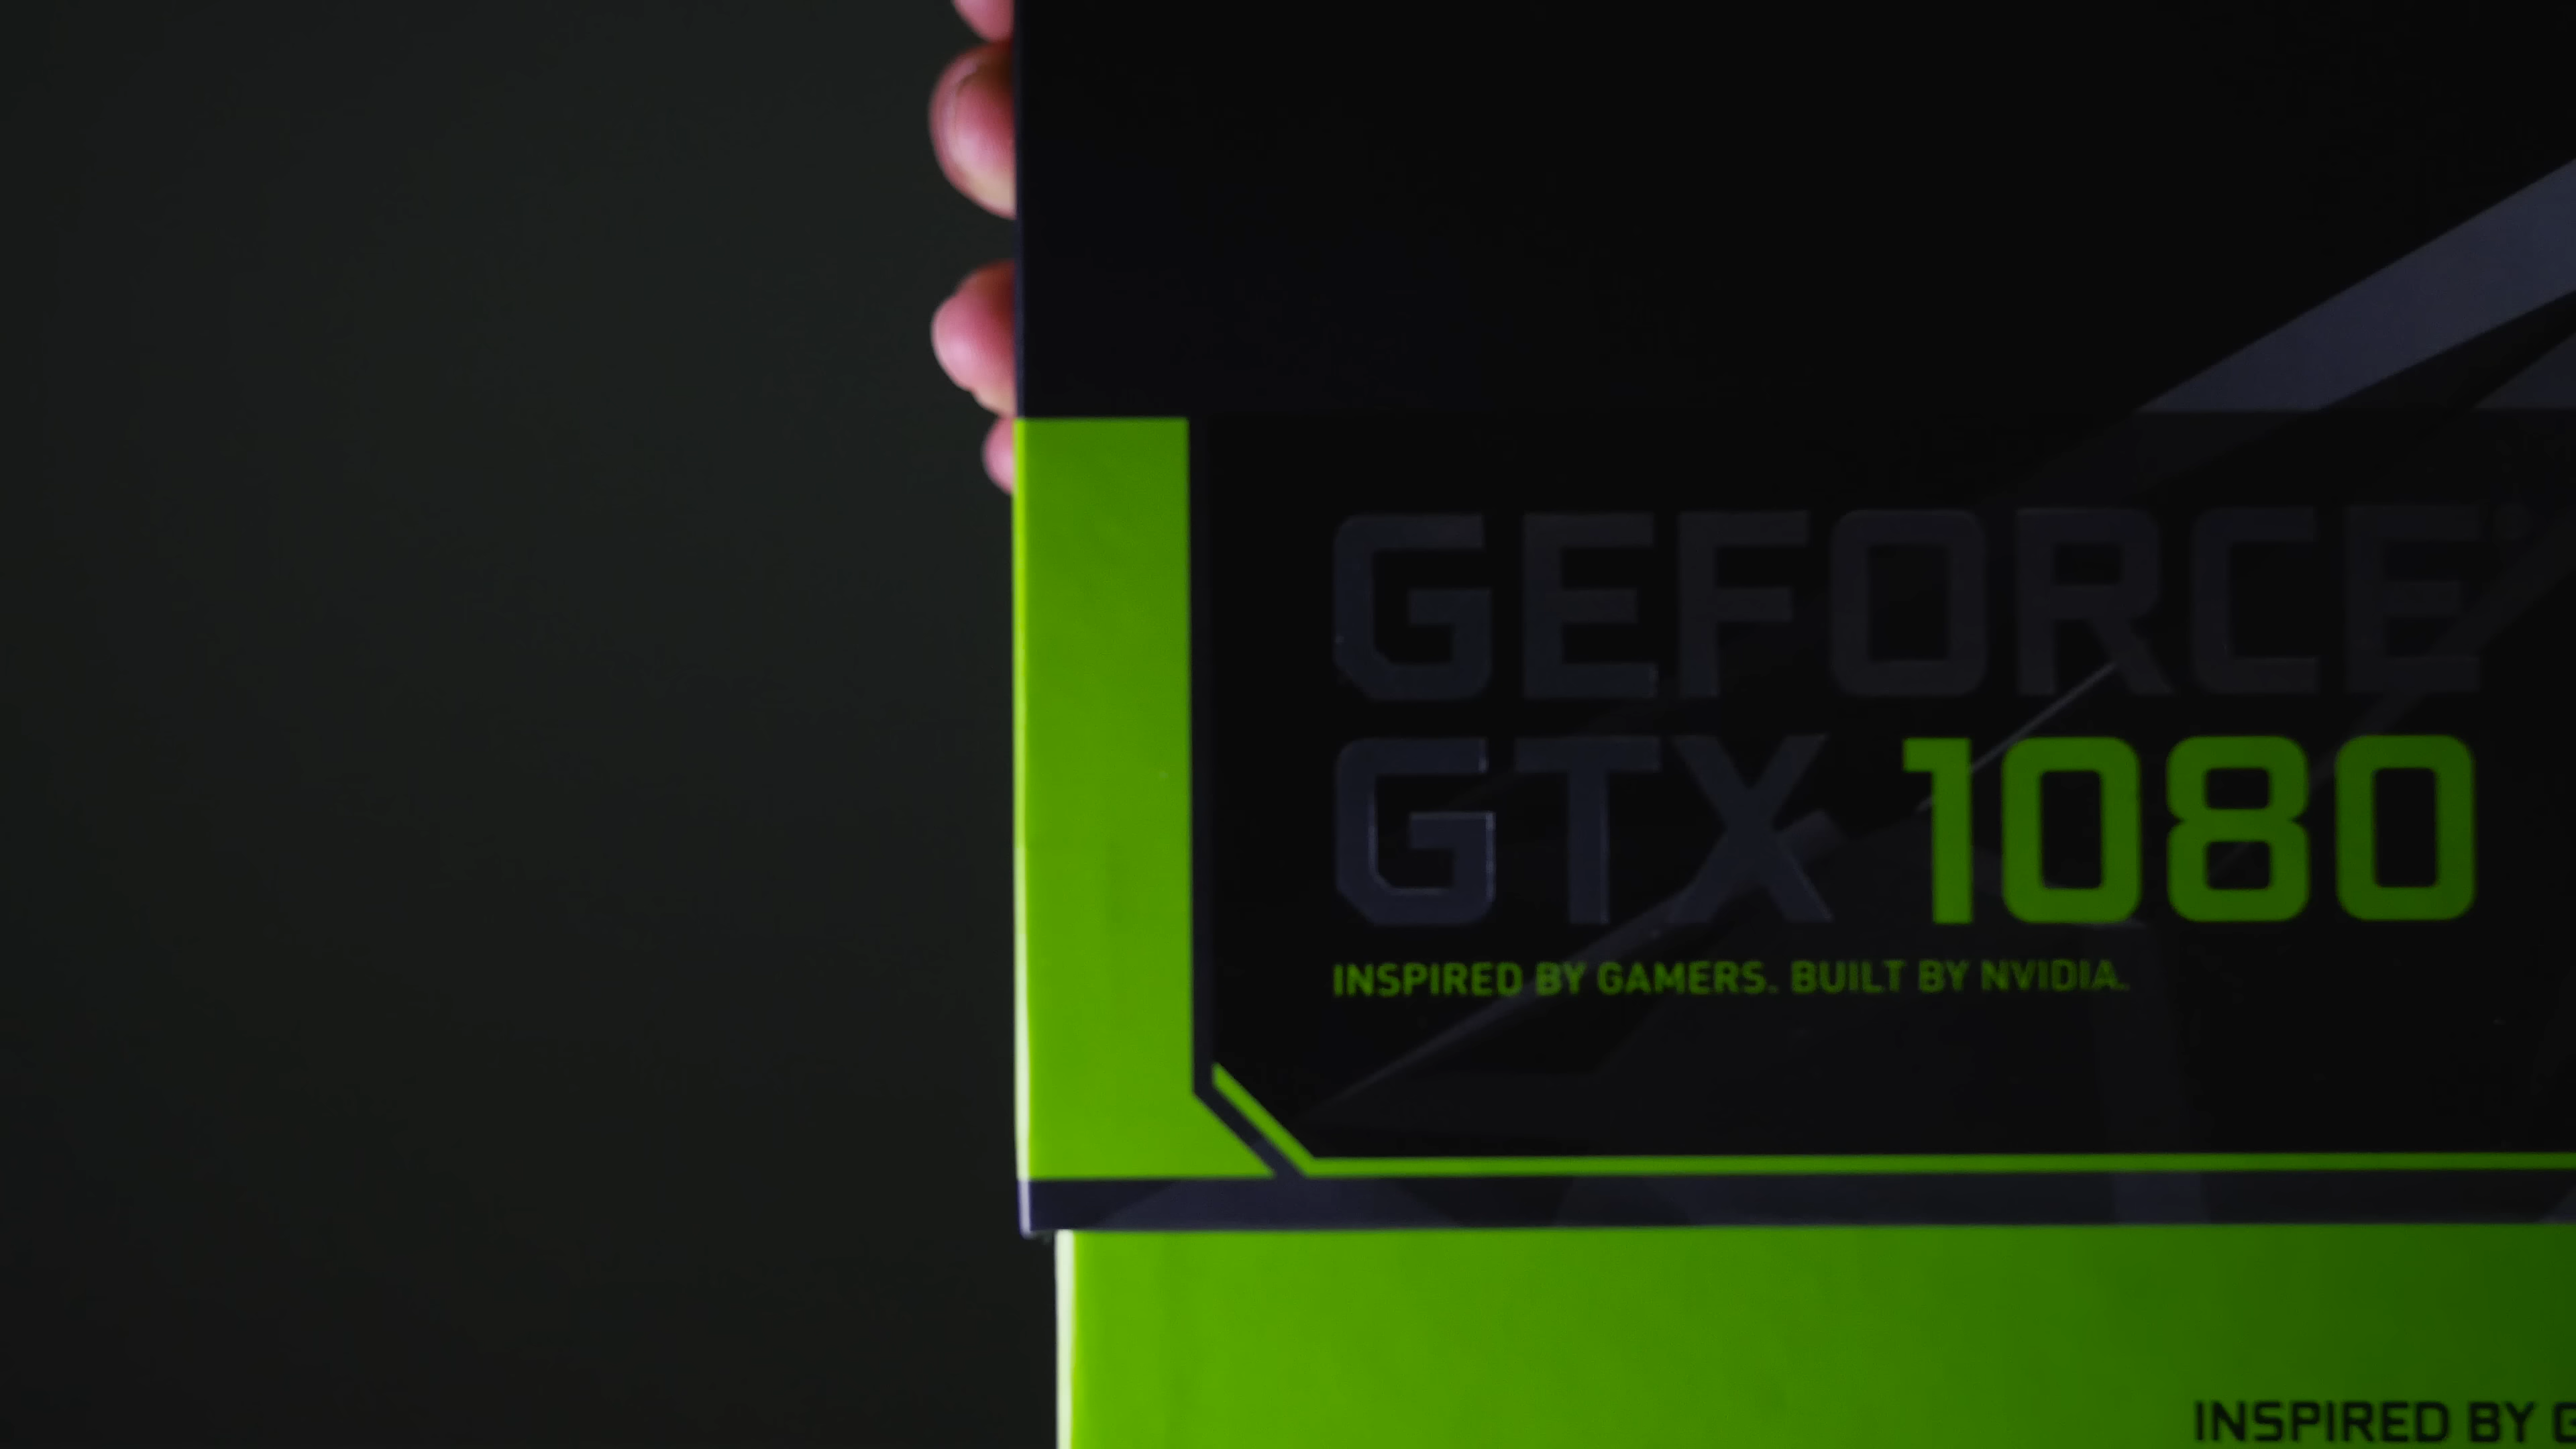 GEFORCE
GTX 1080
INSPIRED BY GAMERS. BUILT BY NVIDIA.
INSPIRED BY